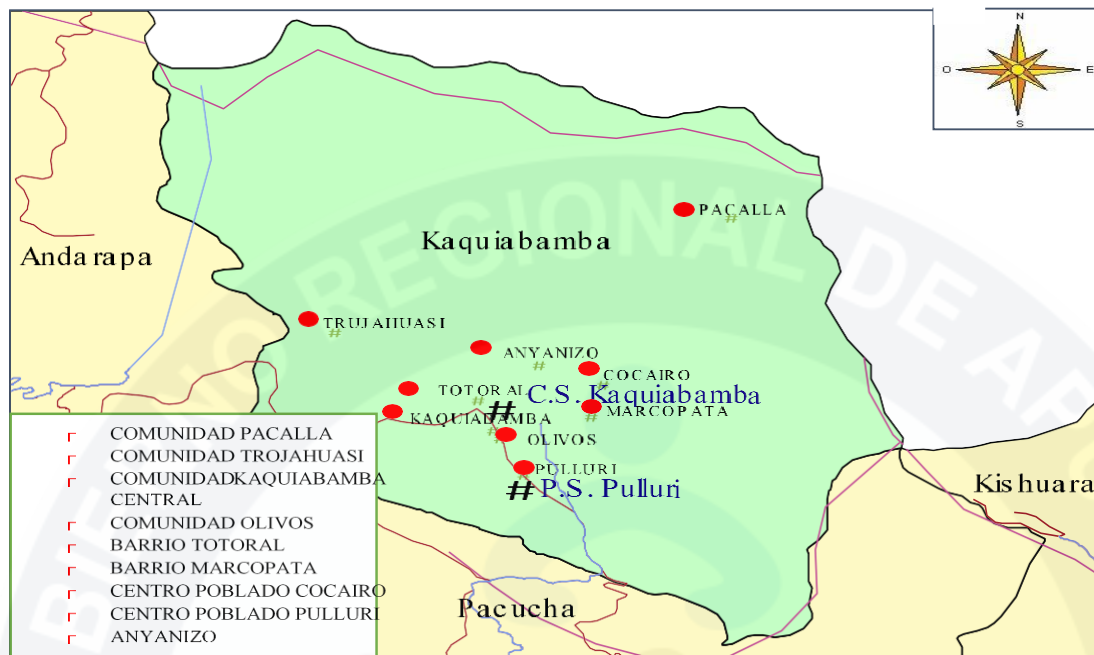 N
O E
S
PACALLA
#
Kaquiabamba
Andarapa
TRUJAHUASI
#
ANYANIZO
#
COCAIRO
#
TOTORAL
#
C.S. Kaquiabamba
#
MARCOPATA
#
KAQUIABAMBA
#
OLIVOS
PULLURI
# P.S. Pulluri
Kishuara
Pacucha
COMUNIDAD PACALLA
COMUNIDAD TROJAHUASI
COMUNIDADKAQUIABAMBA
CENTRAL
COMUNIDAD OLIVOS
BARRIO TOTORAL
BARRIO MARCOPATA
CENTRO POBLADO COCAIRO
CENTRO POBLADO PULLURI
ANYANIZO